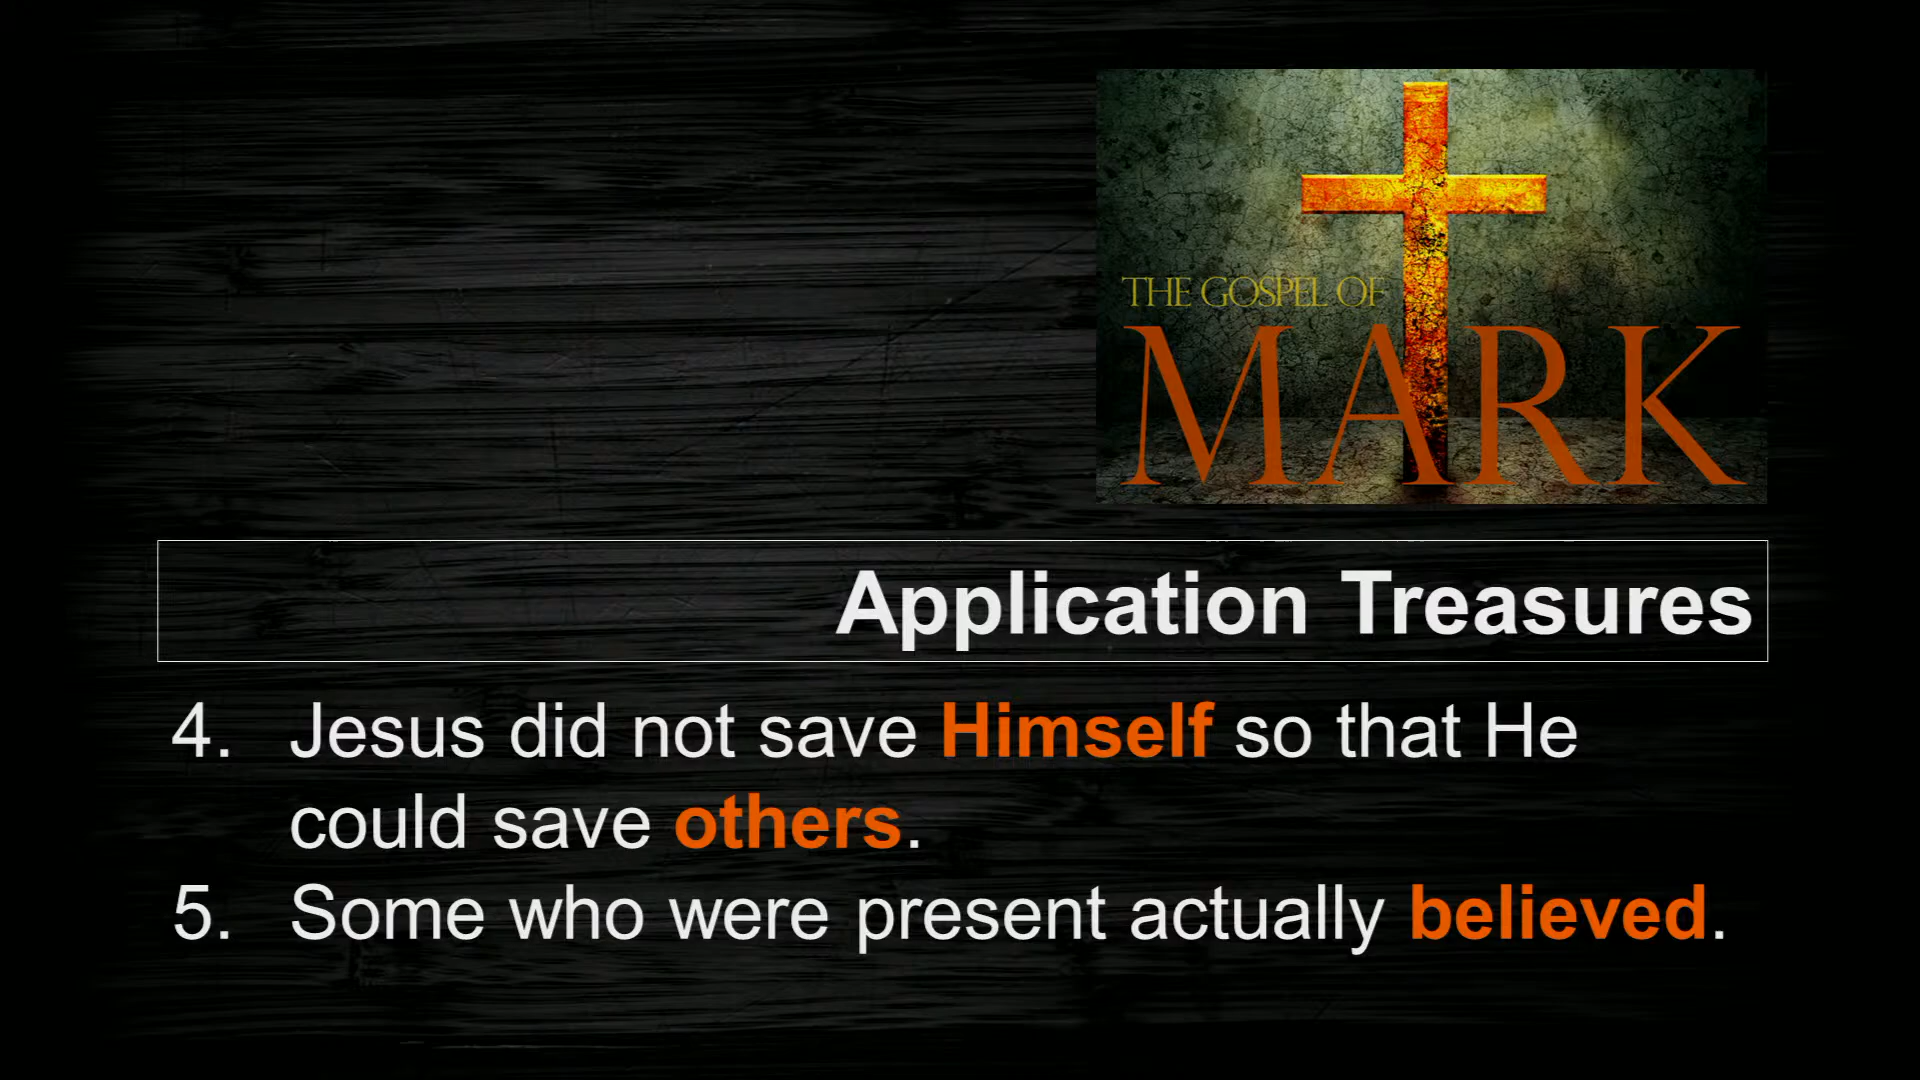 THE GOSPEL OF
MARK
Application Treasures
4. Jesus did not save Himself so that He
could save others.
5. Some who were present actually believed.